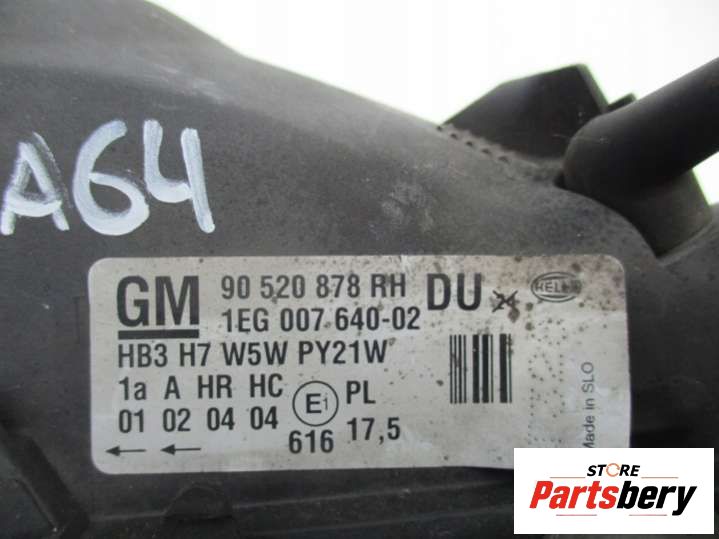 A64
GM 90 520 878 RH DU 24
1EG 007 640-02
HELLA
HB3 H7 W5W PY21W
1a A HR HC E1 PL
01 02 04 04
616 17,5
Made in SLO
STORE
Partsbery